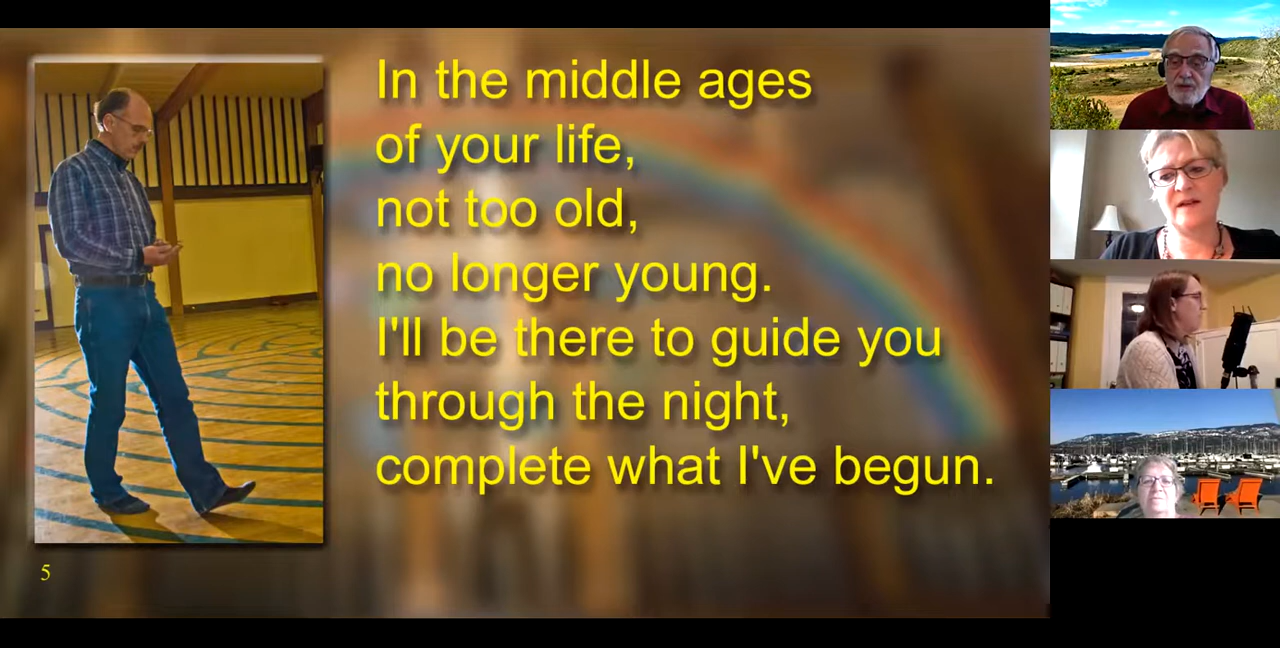 In the middle ages
of your life,
not too old,
no longer young.
I'll be there to guide you
through the night,
complete what I've begun.
5